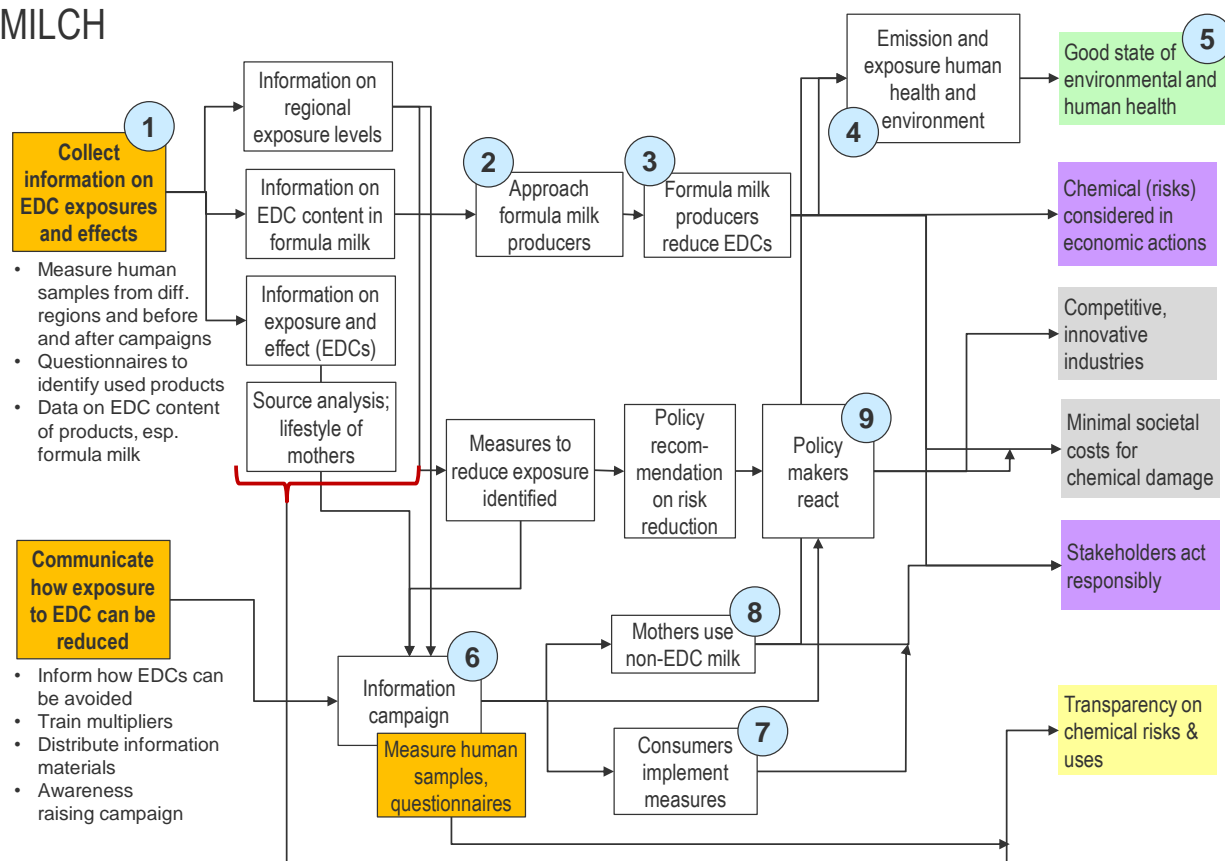 MILCH
1
Collect
information on
EDC exposures
and effects
• Measure human
samples from diff.
regions and before
and after campaigns
• Questionnaires to
identify used products
• Data on EDC content
of products, esp.
formula milk
Information on
regional
exposure levels
Information on
EDC content in
formula milk
Information on
exposure and
effect (EDCs)
Source analysis;
lifestyle of
mothers
2
Approach
formula milk
producers
3
Formula milk
producers
reduce EDCs
4
Emission and
exposure human
health and
environment
5
Good state of
environmental and
human health
Chemical (risks)
considered in
economic actions
Competitive,
innovative
industries
Minimal societal
costs for
chemical damage
Stakeholders act
responsibly
Transparency on
chemical risks &
uses
Measures to
reduce exposure
identified
Policy
recom-
mendation
on risk
reduction
9
Policy
makers
react
Communicate
how exposure
to EDC can be
reduced
• Inform how EDCs can
be avoided
• Train multipliers
• Distribute information
materials
• Awareness
raising campaign
6
Information
campaign
Measure human
samples,
questionnaires
8
Mothers use
non-EDC milk
7
Consumers
implement
measures